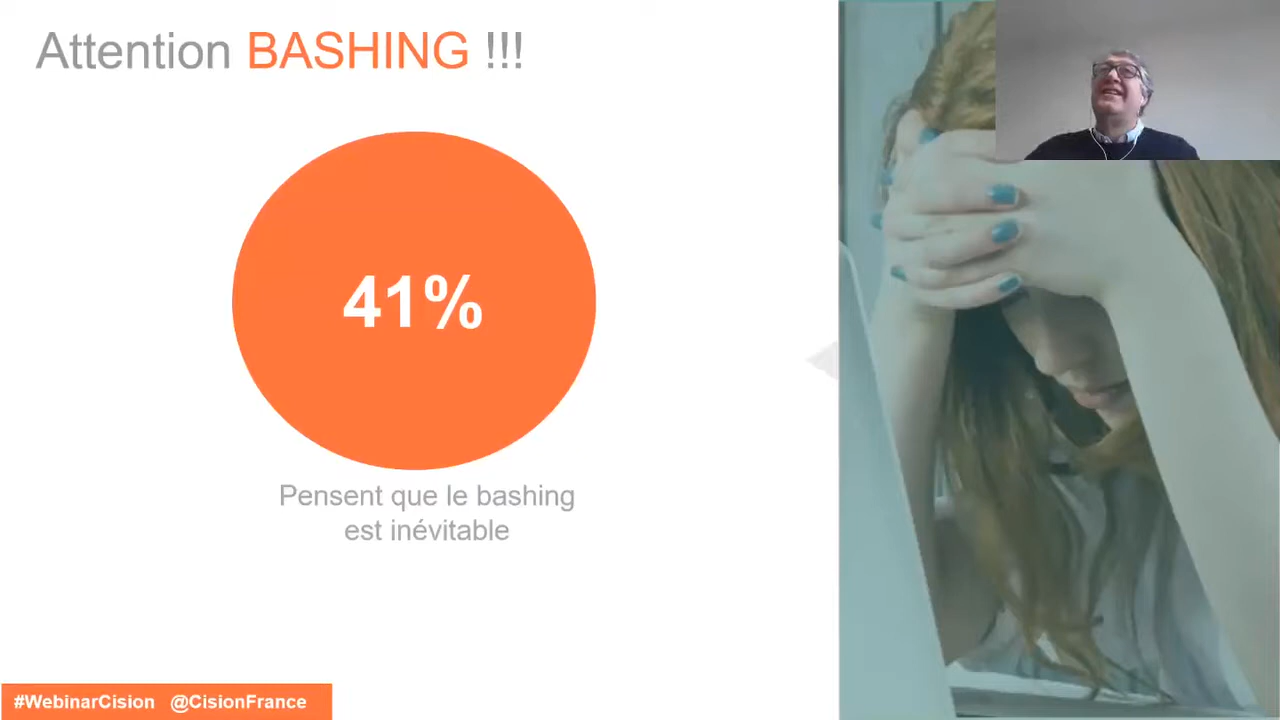 Attention BASHING !!!
41%
Pensent que le bashing
est inévitable
#WebinarCision @CisionFrance